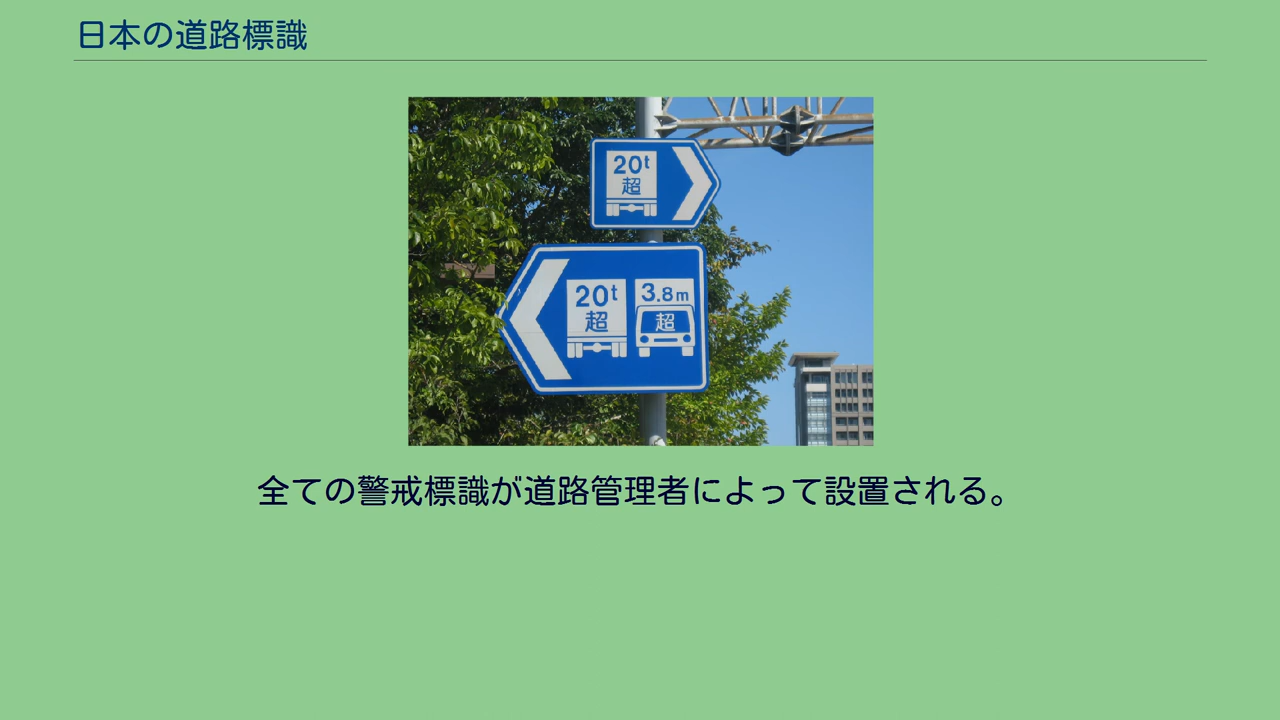 日本の道路標識
20t
超
20t 3.8m
超 超
全ての警戒標識が道路管理者によって設置される。